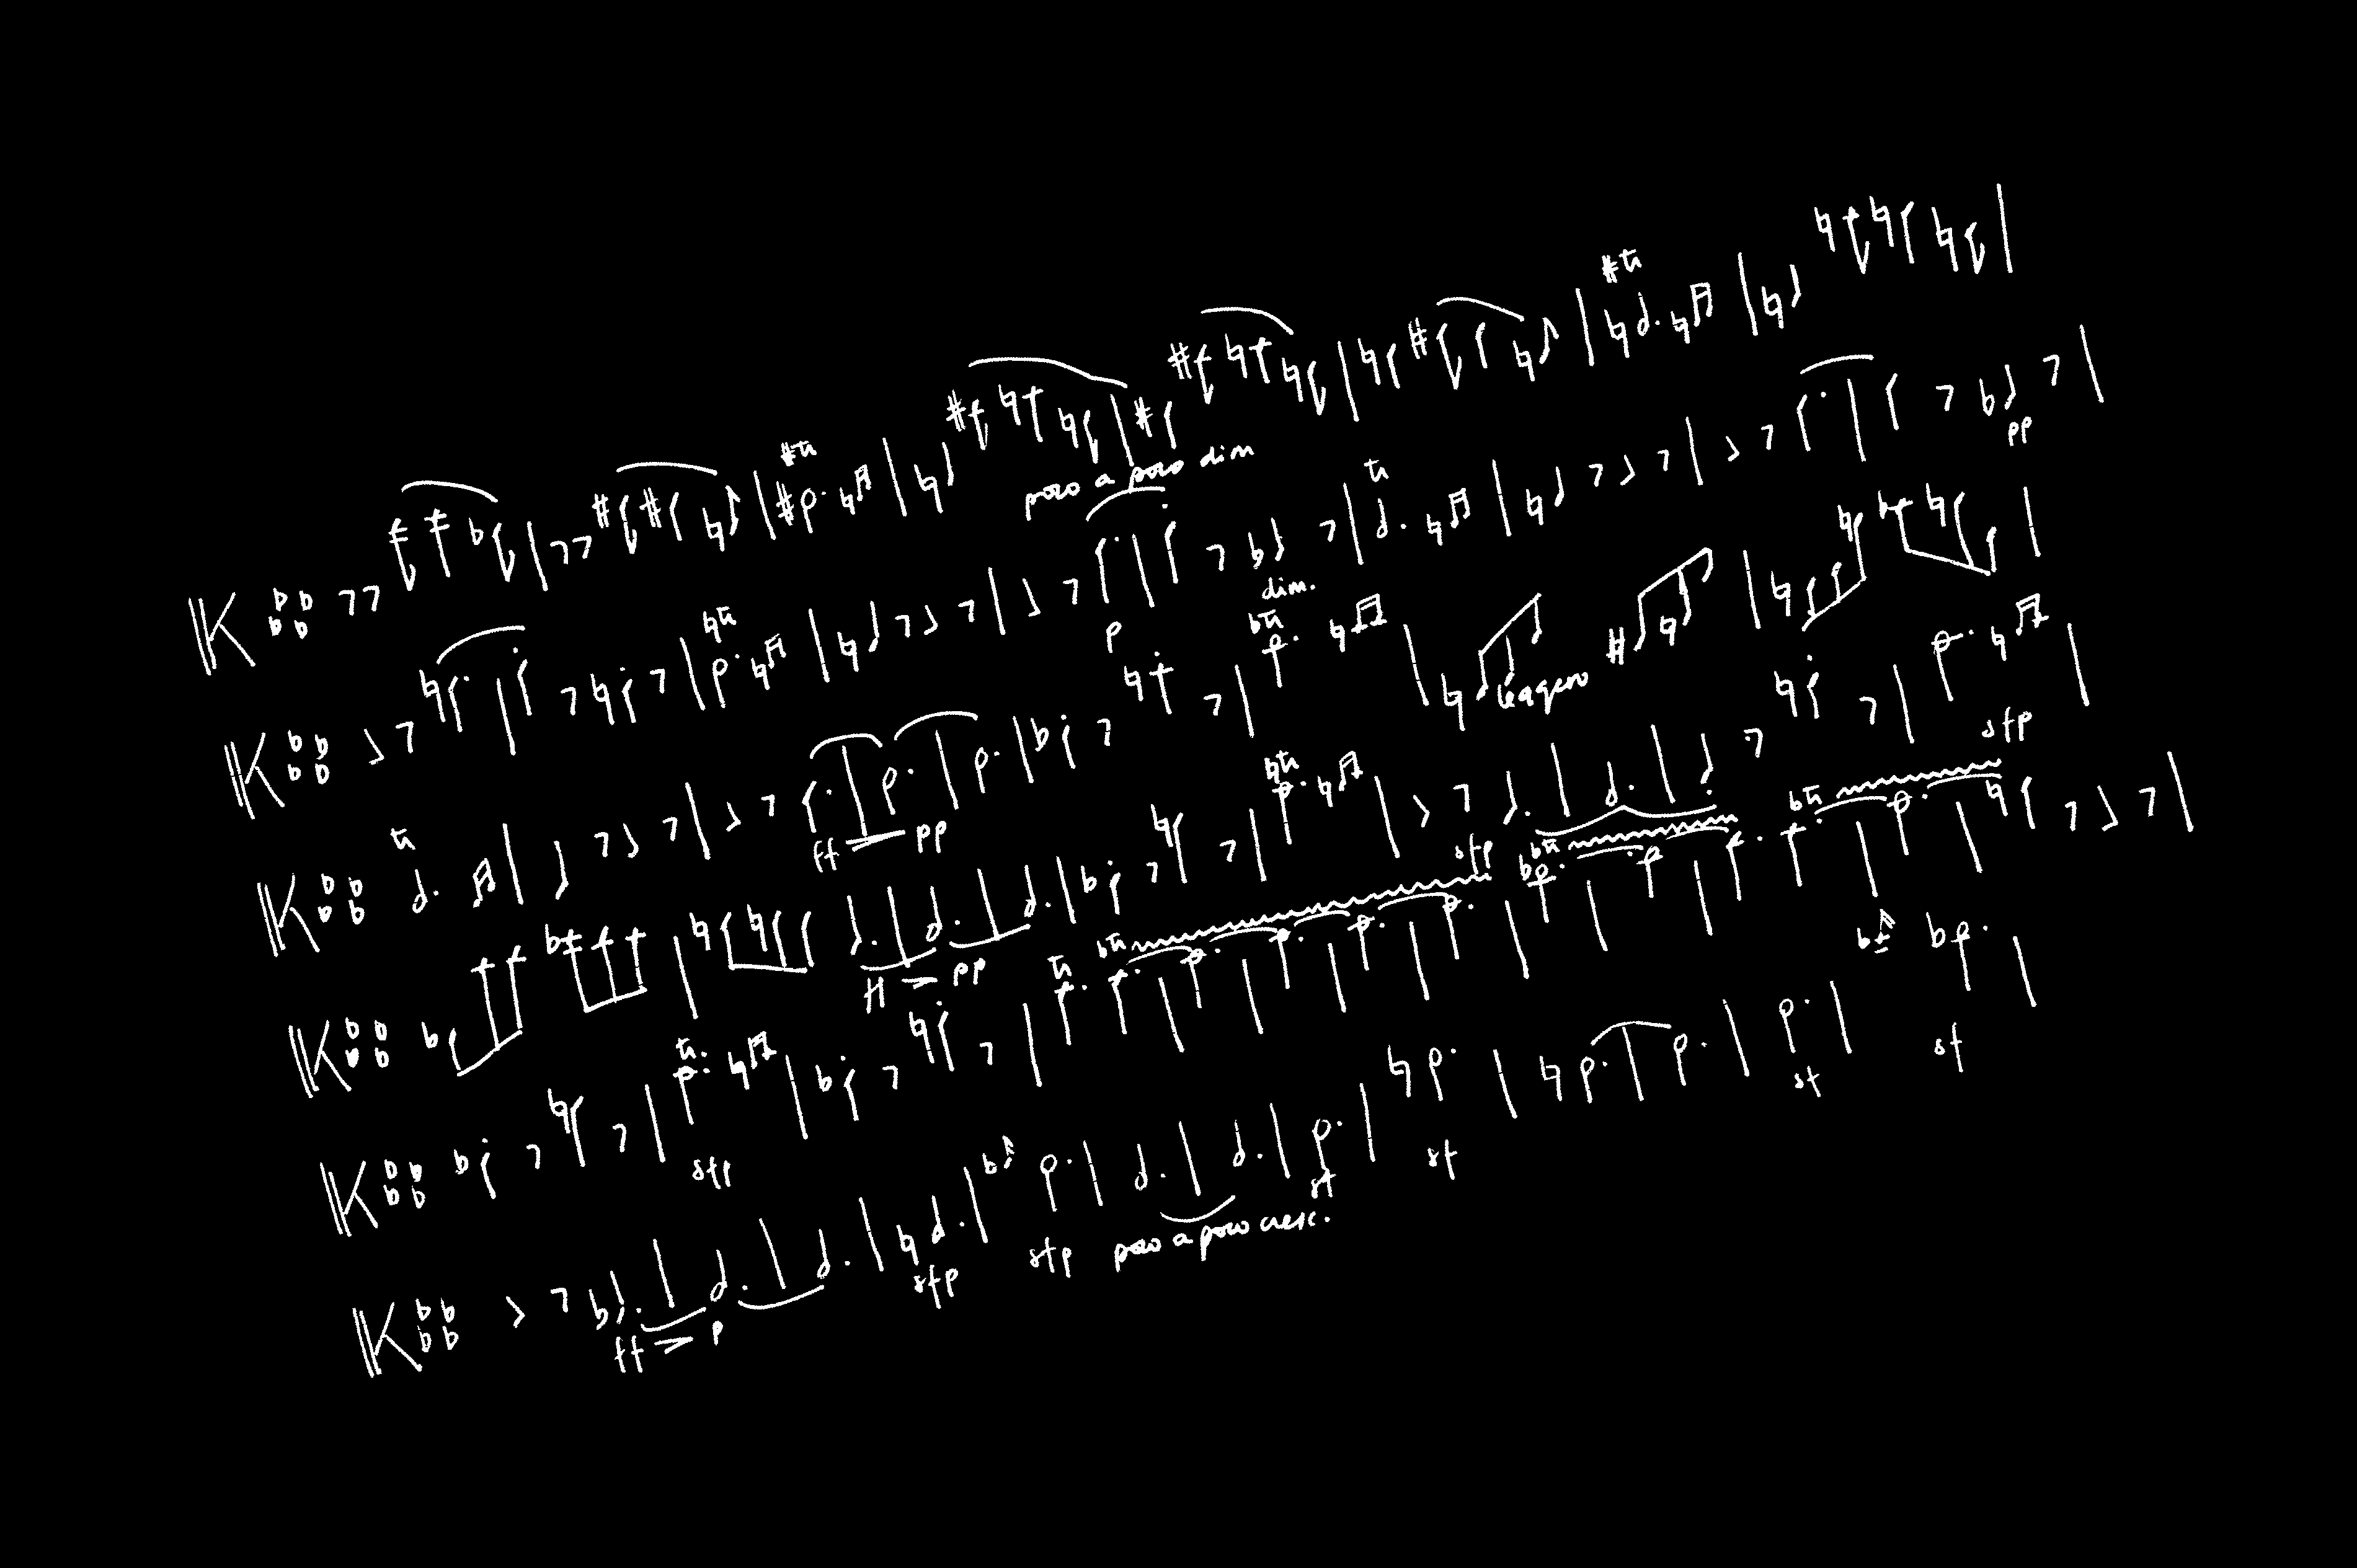 poco a poco dim
p dim. pp
ff pp leggero
ff pp
sfp sfp sfp
ff p sfp sfp poco a poco cresc. sf sf sf sf